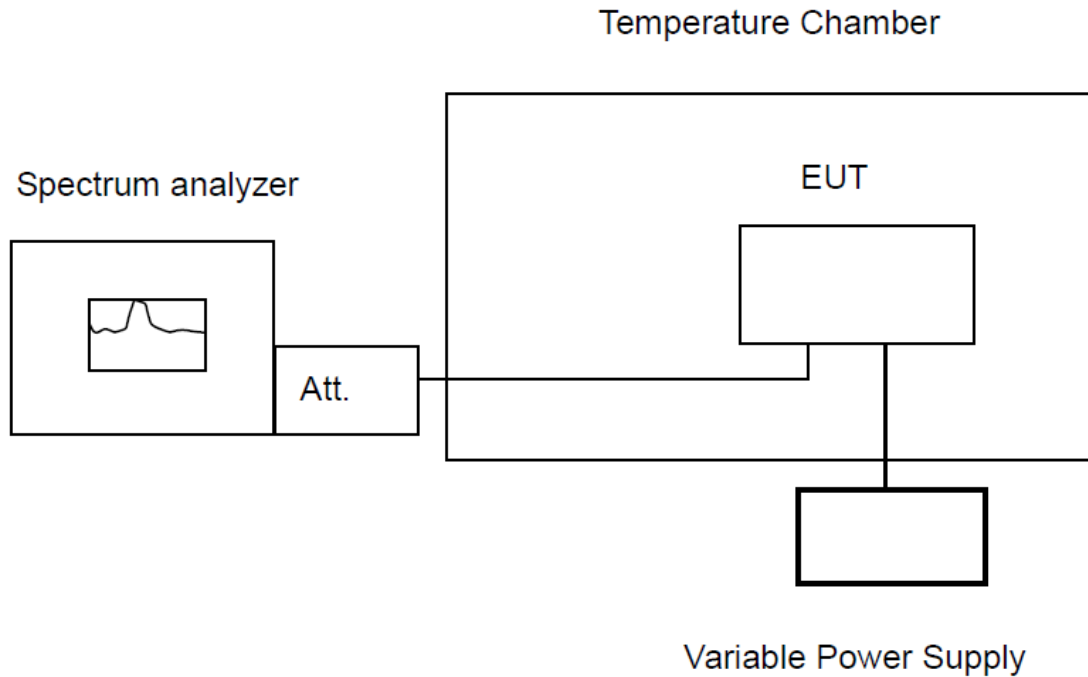 Temperature Chamber
Spectrum analyzer
EUT
Att.
Variable Power Supply